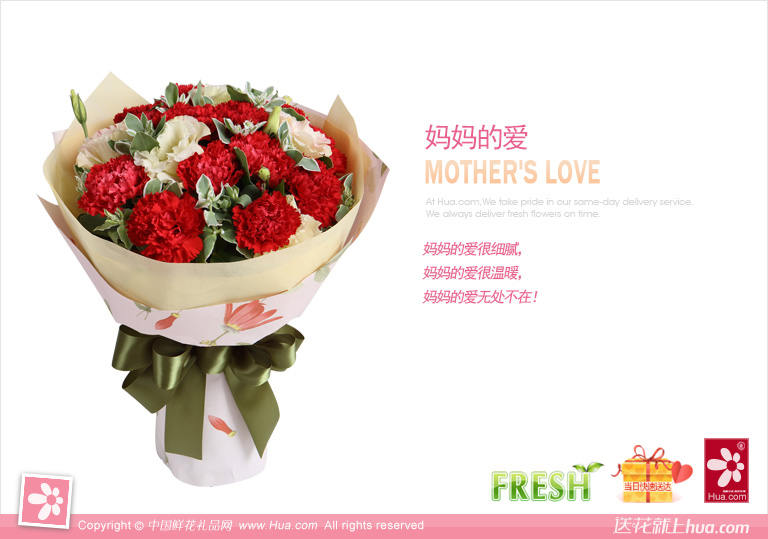 妈妈的爱
MOTHER'S LOVE
At Hua.com,We take pride in our same-day delivery service.
We always deliver fresh flowers on time.
妈妈的爱很细腻，
妈妈的爱很温暖，
妈妈的爱无处不在！
FRESH
当日快速送达
Hua.com
Copyright © 中国鲜花礼品网 www.Hua.com All rights reserved
送花就上hua.com